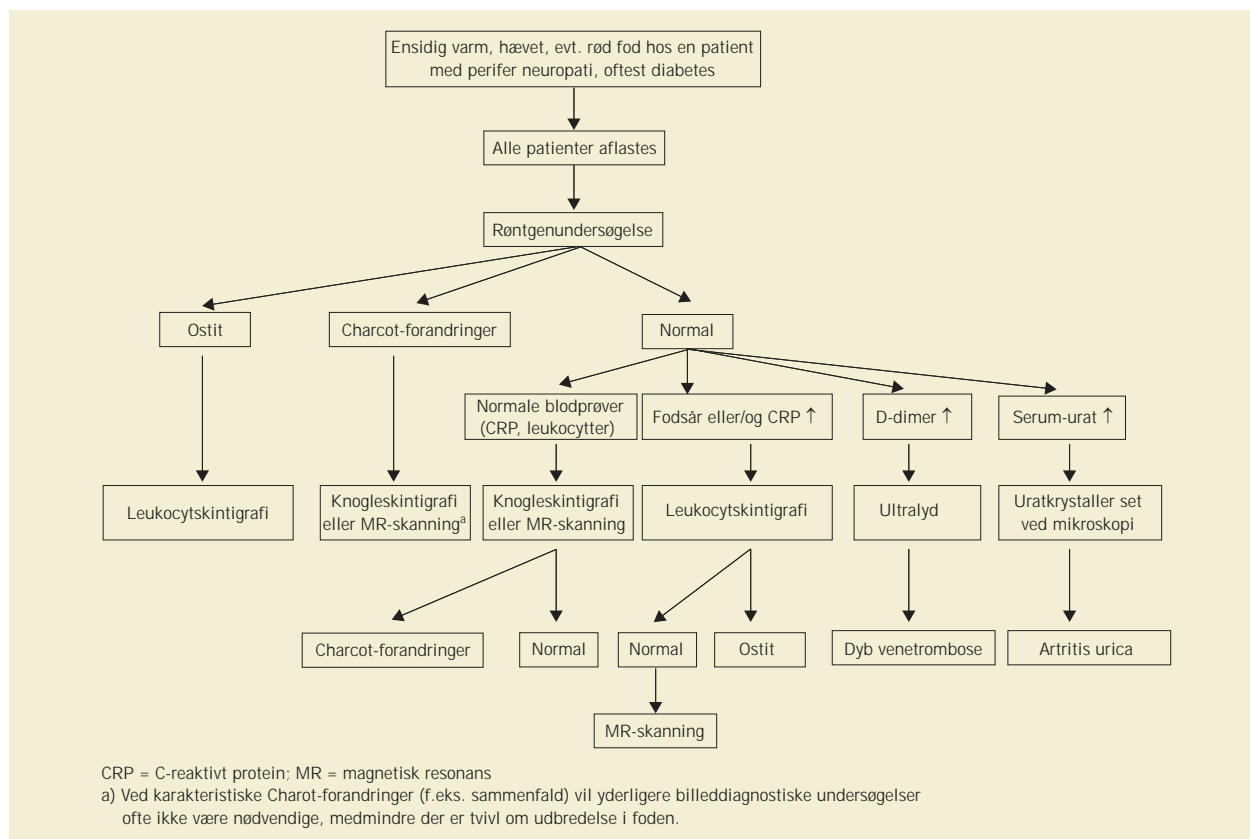 Ensidig varm, hævet, evt. rød fod hos en patient
med perifer neuropati, oftest diabetes
Alle patienter aflastes
Røntgenundersøgelse
Ostit
Charcot-forandringer
Normal
Normale blodprøver
(CRP, leukocytter)
Fodsår eller/og CRP ↑
D-dimer ↑
Serum-urat ↑
Leukocytskintigrafi
Knogleskintigrafi
eller MR-skanningᵃ
Knogleskintigrafi
eller MR-skanning
Leukocytskintigrafi
Ultralyd
Uratkrystaller set
ved mikroskopi
Charcot-forandringer
Normal
Normal
Ostit
Dyb venetrombose
Artritis urica
MR-skanning
CRP = C-reaktivt protein; MR = magnetisk resonans
a) Ved karakteristiske Charot-forandringer (f.eks. sammenfald) vil yderligere billeddiagnostiske undersøgelser
ofte ikke være nødvendige, medmindre der er tvivl om udbredelse i foden.